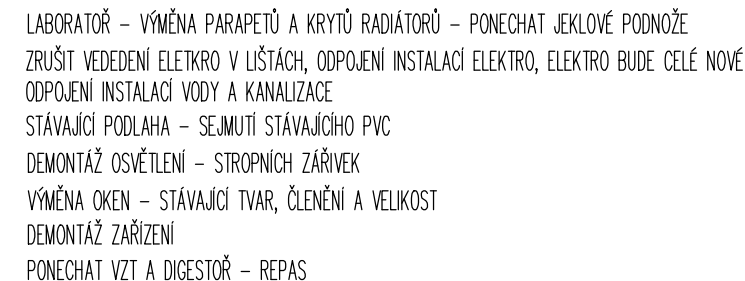 LABORATOŘ – VÝMĚNA PARAPETŮ A KRYTŮ RADIÁTORŮ – PONECHAT JEKLOVÉ PODNOŽE
ZRUŠIT VEDEDENÍ ELETKRO V LIŠTÁCH, ODPOJENÍ INSTALACÍ ELEKTRO, ELEKTRO BUDE CELÉ NOVÉ
ODPOJENÍ INSTALACÍ VODY A KANALIZACE
STÁVAJÍCÍ PODLAHA – SEJMUTÍ STÁVAJÍCÍHO PVC
DEMONTÁŽ OSVĚTLENÍ – STROPNÍCH ZÁŘIVEK
VÝMĚNA OKEN – STÁVAJÍCÍ TVAR, ČLENĚNÍ A VELIKOST
DEMONTÁŽ ZAŘÍZENÍ
PONECHAT VZT A DIGESTOŘ – REPAS